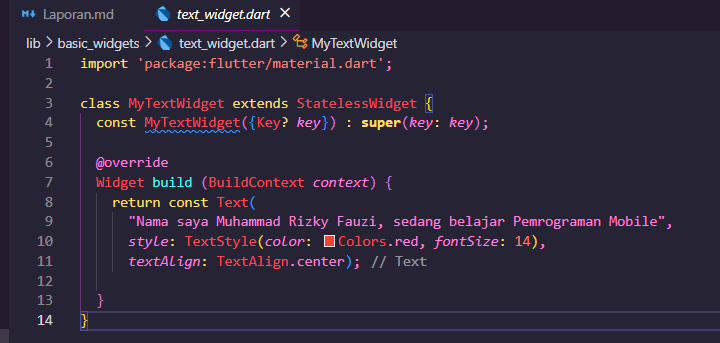 Laporan.md text_widget.dart ×
lib > basic_widgets > text_widget.dart > MyTextWidget
1 import 'package:flutter/material.dart';
2
3 class MyTextWidget extends StatelessWidget {
4 const MyTextWidget({Key? key}) : super(key: key);
5
6 @override
7 Widget build (BuildContext context) {
8 return const Text(
9 "Nama saya Muhammad Rizky Fauzi, sedang belajar Pemrograman Mobile",
10 style: TextStyle(color: Colors.red, fontSize: 14),
11 textAlign: TextAlign.center); // Text
12
13 }
14 }